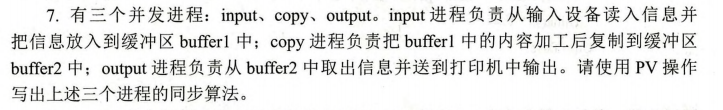 7. 有三个并发进程：input、copy、output。input 进程负责从输入设备读入信息并
把信息放入到缓冲区 buffer1 中；copy 进程负责把 buffer1 中的内容加工后复制到缓冲区
buffer2 中；output 进程负责从 buffer2 中取出信息并送到打印机中输出。请使用 PV 操作
写出上述三个进程的同步算法。